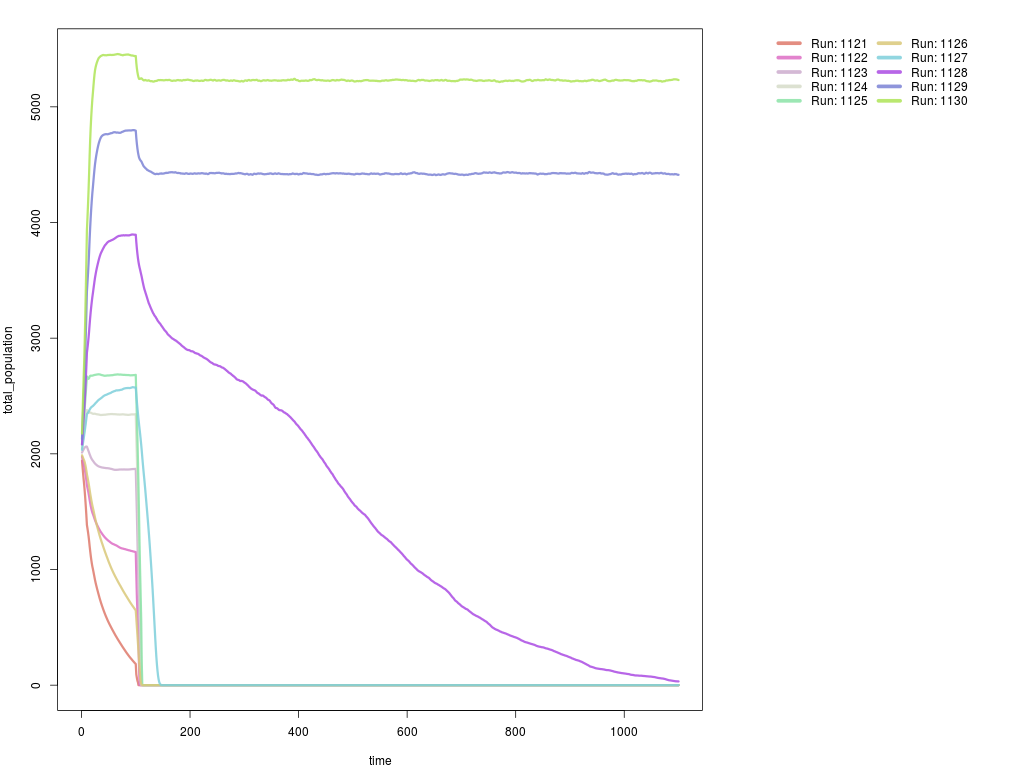 Run: 1121 Run: 1126
Run: 1122 Run: 1127
Run: 1123 Run: 1128
Run: 1124 Run: 1129
Run: 1125 Run: 1130
total_population
5000
4000
3000
2000
1000
0
0 200 400 600 800 1000
time